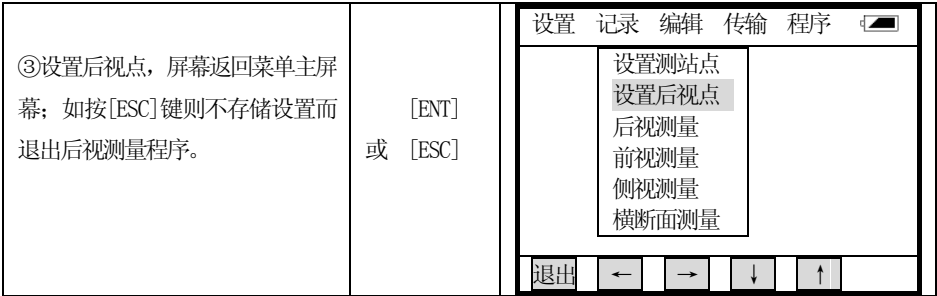 ③设置后视点，屏幕返回菜单主屏
幕；如按[ESC]键则不存储设置而
退出后视测量程序。
[ENT]
或 [ESC]
设置 记录 编辑 传输 程序
设置测站点
设置后视点
后视测量
前视测量
侧视测量
横断面测量
退出 ← → ↓ ↑